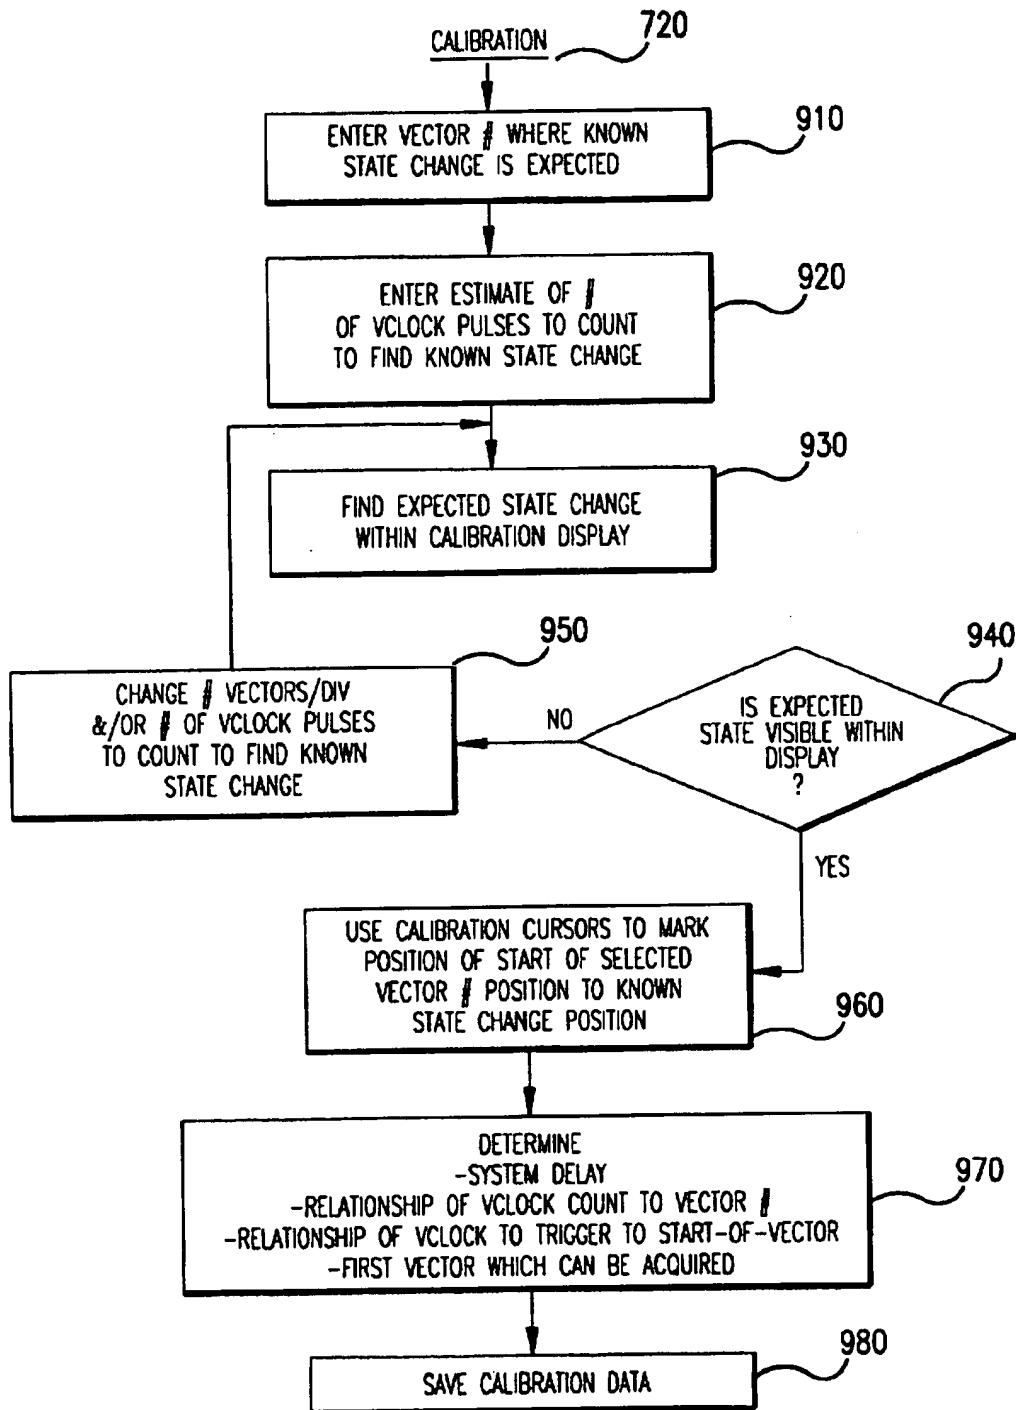 CALIBRATION
720
ENTER VECTOR # WHERE KNOWN
STATE CHANGE IS EXPECTED
910
ENTER ESTIMATE OF #
OF VCLOCK PULSES TO COUNT
TO FIND KNOWN STATE CHANGE
920
FIND EXPECTED STATE CHANGE
WITHIN CALIBRATION DISPLAY
930
IS EXPECTED
STATE VISIBLE WITHIN
DISPLAY
?
940
NO
CHANGE # VECTORS/DIV
&/OR # OF VCLOCK PULSES
TO COUNT TO FIND KNOWN
STATE CHANGE
950
YES
USE CALIBRATION CURSORS TO MARK
POSITION OF START OF SELECTED
VECTOR # POSITION TO KNOWN
STATE CHANGE POSITION
960
DETERMINE
-SYSTEM DELAY
-RELATIONSHIP OF VCLOCK COUNT TO VECTOR #
-RELATIONSHIP OF VCLOCK TO TRIGGER TO START-OF-VECTOR
-FIRST VECTOR WHICH CAN BE ACQUIRED
970
SAVE CALIBRATION DATA
980